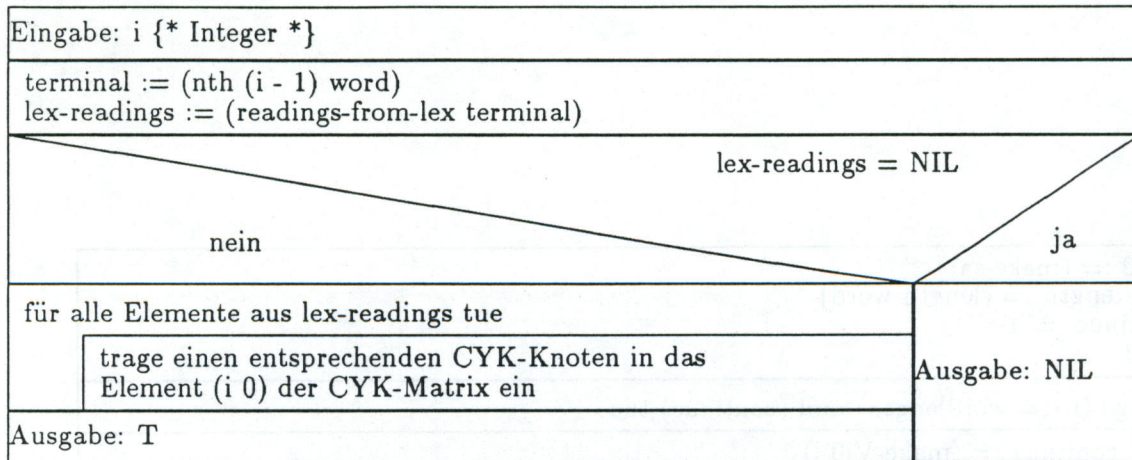 Eingabe: i {* Integer *}
terminal := (nth (i - 1) word)
lex-readings := (readings-from-lex terminal)
lex-readings = NIL
nein
ja
für alle Elemente aus lex-readings tue
trage einen entsprechenden CYK-Knoten in das
Element (i 0) der CYK-Matrix ein
Ausgabe: NIL
Ausgabe: T